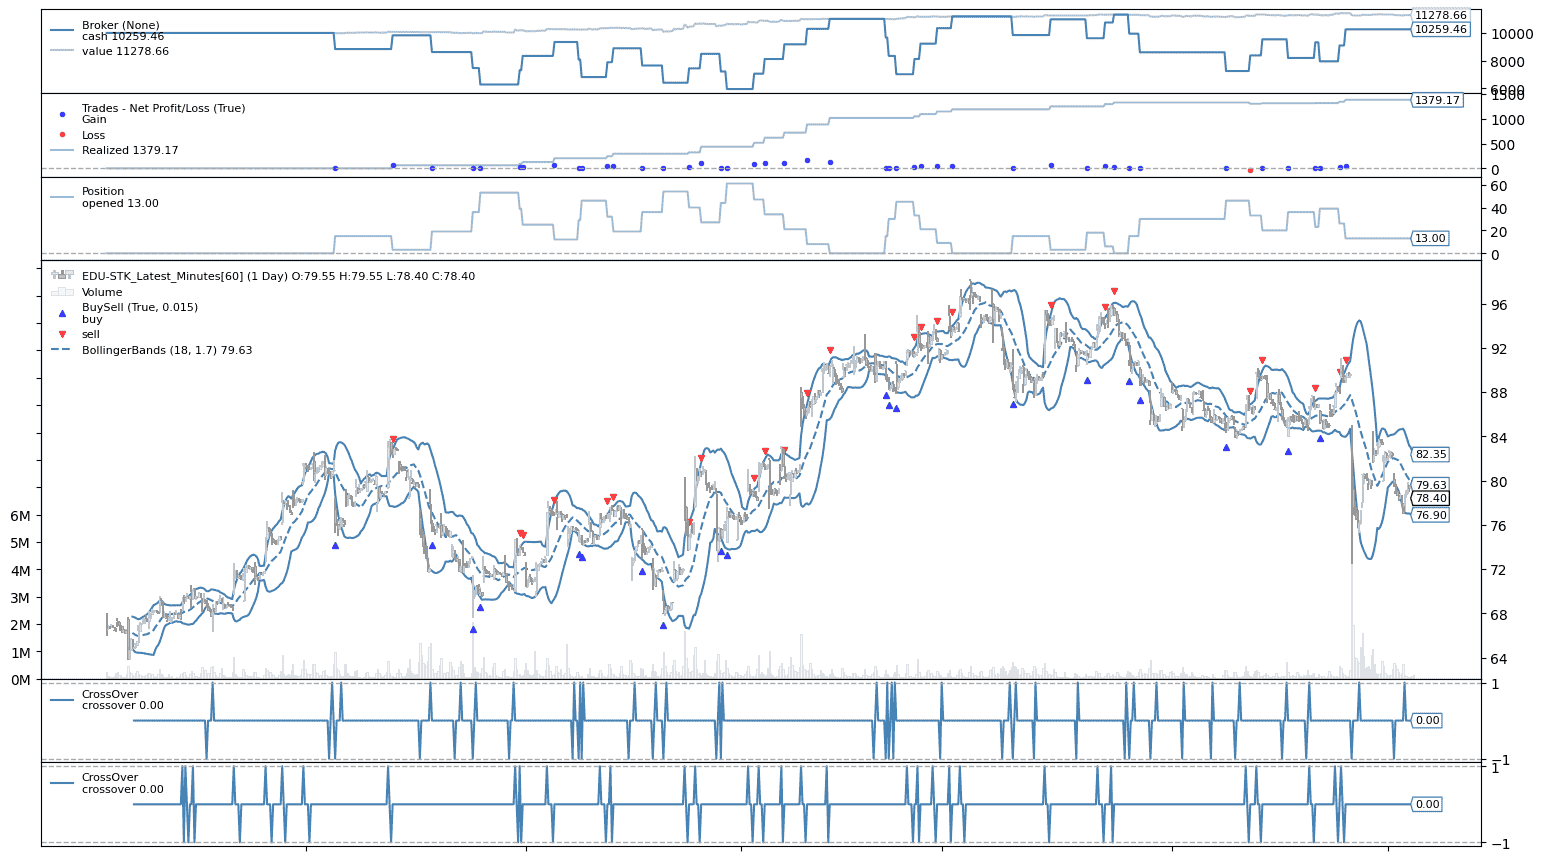 Broker (None)
cash 10259.46
value 11278.66
11278.66
10259.46
10000
8000
6000
Trades - Net Profit/Loss (True)
Gain
Loss
Realized 1379.17
1379.17
1500
1000
500
0
Position
opened 13.00
13.00
60
40
20
0
EDU-STK_Latest_Minutes[60] (1 Day) O:79.55 H:79.55 L:78.40 C:78.40
Volume
BuySell (True, 0.015)
buy
sell
BollingerBands (18, 1.7) 79.63
6M
5M
4M
3M
2M
1M
0M
96
92
88
84
80
76
72
68
64
82.35
79.63
78.40
76.90
CrossOver
crossover 0.00
0.00
1
−1
CrossOver
crossover 0.00
0.00
1
−1